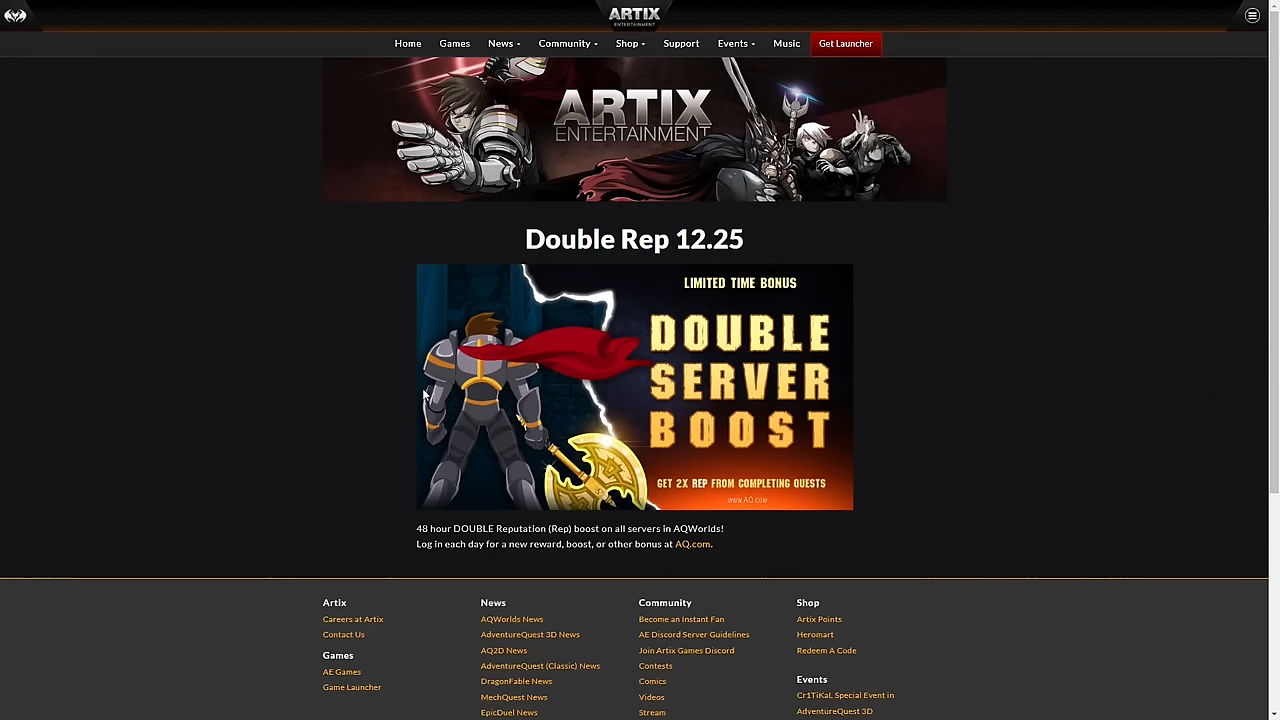 ARTIX
ENTERTAINMENT
Home Games News Community Shop Support Events Music Get Launcher
ARTIX
ENTERTAINMENT
Double Rep 12.25
LIMITED TIME BONUS
DOUBLE
SERVER
BOOST
GET 2X REP FROM COMPLETING QUESTS
www.AQ.com
48 hour DOUBLE Reputation (Rep) boost on all servers in AQWorlds!
Log in each day for a new reward, boost, or other bonus at AQ.com.
Artix
Careers at Artix
Contact Us
Games
AE Games
Game Launcher
News
AQWorlds News
AdventureQuest 3D News
AQ2D News
AdventureQuest (Classic) News
DragonFable News
MechQuest News
EpicDuel News
Community
Become an Instant Fan
AE Discord Server Guidelines
Join Artix Games Discord
Contests
Comics
Videos
Stream
Shop
Artix Points
Heromart
Redeem A Code
Events
Cr1TiKaL Special Event in
AdventureQuest 3D